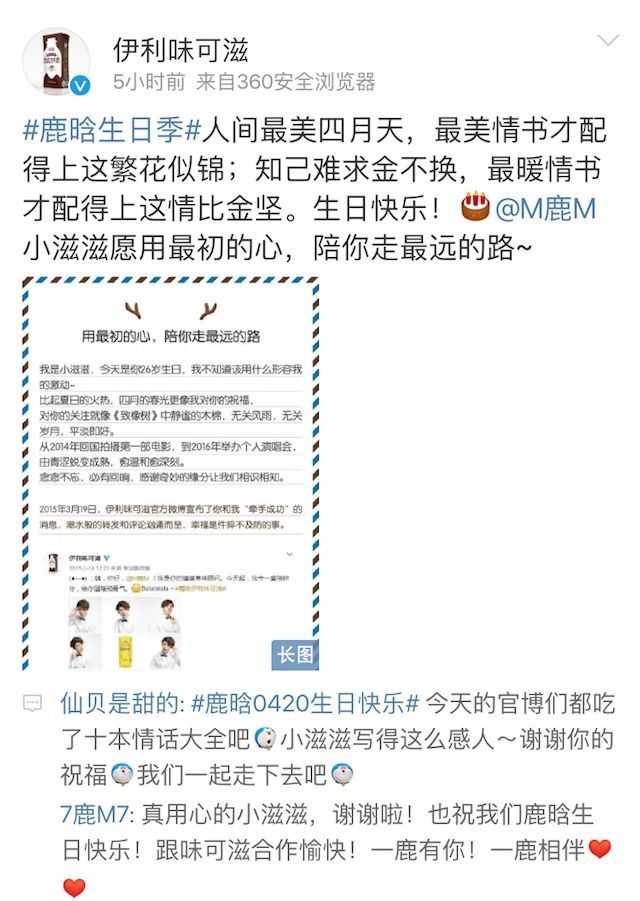 伊利味可滋
5小时前 来自360安全浏览器
#鹿晗生日季#人间最美四月天，最美情书才配
得上这繁花似锦；知己难求金不换，最暖情书
才配得上这情比金坚。生日快乐！@M鹿M
小滋滋愿用最初的心，陪你走最远的路~
用最初的心，陪你走最远的路
我是小滋滋，今天是你26岁生日，我不知道该用什么形容我
的激动~
比起夏日的火热，四月的春光更像我对你的祝福，
对你的关注就像《致橡树》中静谧的木棉，无关风雨，无关
岁月，平淡即好。
从2014年回国拍摄第一部电影，到2016年举办个人演唱会，
由青涩蜕变成熟，愈温和愈深刻。
念念不忘，必有回响，感谢奇妙的缘分让我们相识相知。
2015年3月19日，伊利味可滋官方微博宣布了你和我“牵手成功”的
消息，潮水般的转发和评论汹涌而至，幸福是件猝不及防的事。
伊利味可滋
长图
仙贝是甜的: #鹿晗0420生日快乐# 今天的官博们都吃
了十本情话大全吧 小滋滋写得这么感人～谢谢你的
祝福 我们一起走下去吧
7鹿M7: 真用心的小滋滋，谢谢啦！也祝我们鹿晗生
日快乐！跟味可滋合作愉快！一鹿有你！一鹿相伴❤️
❤️